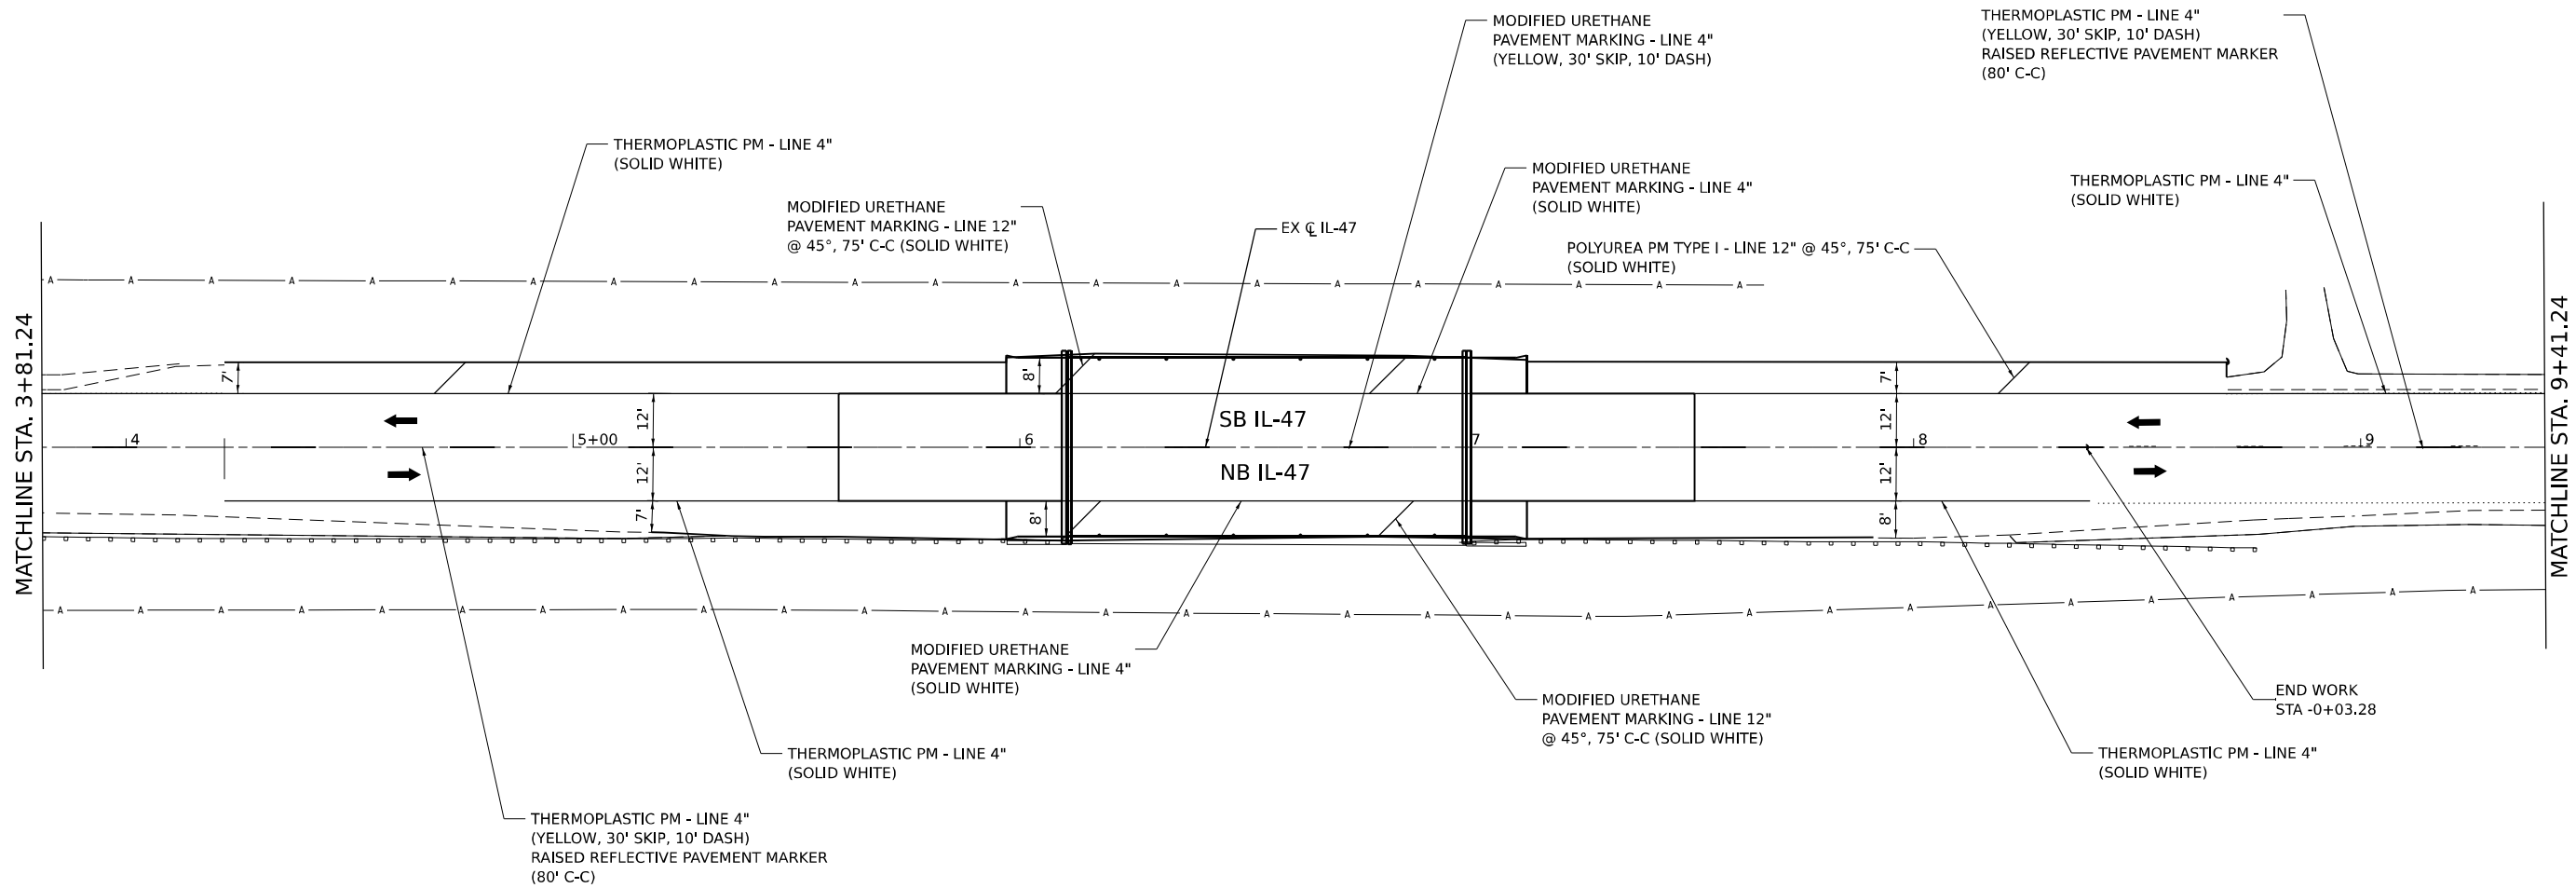 MODIFIED URETHANE
PAVEMENT MARKING - LINE 4"
(YELLOW, 30' SKIP, 10' DASH)
THERMOPLASTIC PM - LINE 4"
(YELLOW, 30' SKIP, 10' DASH)
RAISED REFLECTIVE PAVEMENT MARKER
(80' C-C)
THERMOPLASTIC PM - LINE 4"
(SOLID WHITE)
MODIFIED URETHANE
PAVEMENT MARKING - LINE 4"
(SOLID WHITE)
THERMOPLASTIC PM - LINE 4"
(SOLID WHITE)
MODIFIED URETHANE
PAVEMENT MARKING - LINE 12"
@ 45°, 75' C-C (SOLID WHITE)
EX ℄ IL-47
POLYUREA PM TYPE I - LINE 12" @ 45°, 75' C-C
(SOLID WHITE)
A A A A A A A A A A A A A A A A A A A A A A
MATCHLINE STA. 3+81.24
MATCHLINE STA. 9+41.24
7'
8'
7'
12'
SB IL-47
12'
4
5+00
6
7
8
9
12'
NB IL-47
12'
7'
8'
8'
A A A A A A A A A A A A A A A A A A A A A A A A A A A A A A A
MODIFIED URETHANE
PAVEMENT MARKING - LINE 4"
(SOLID WHITE)
MODIFIED URETHANE
PAVEMENT MARKING - LINE 12"
@ 45°, 75' C-C (SOLID WHITE)
END WORK
STA -0+03.28
THERMOPLASTIC PM - LINE 4"
(SOLID WHITE)
THERMOPLASTIC PM - LINE 4"
(SOLID WHITE)
THERMOPLASTIC PM - LINE 4"
(YELLOW, 30' SKIP, 10' DASH)
RAISED REFLECTIVE PAVEMENT MARKER
(80' C-C)